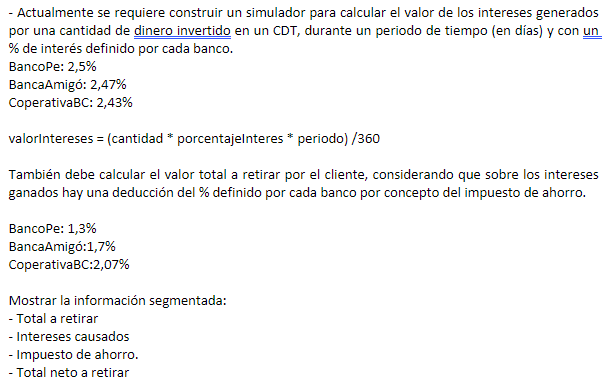 - Actualmente se requiere construir un simulador para calcular el valor de los intereses generados
por una cantidad de dinero invertido en un CDT, durante un periodo de tiempo (en días) y con un
% de interés definido por cada banco.
BancoPe: 2,5%
BancaAmigó: 2,47%
CoperativaBC: 2,43%
valorIntereses = (cantidad * porcentajeInteres * periodo) /360
También debe calcular el valor total a retirar por el cliente, considerando que sobre los intereses
ganados hay una deducción del % definido por cada banco por concepto del impuesto de ahorro.
BancoPe: 1,3%
BancaAmigó:1,7%
CoperativaBC:2,07%
Mostrar la información segmentada:
- Total a retirar
- Intereses causados
- Impuesto de ahorro.
- Total neto a retirar